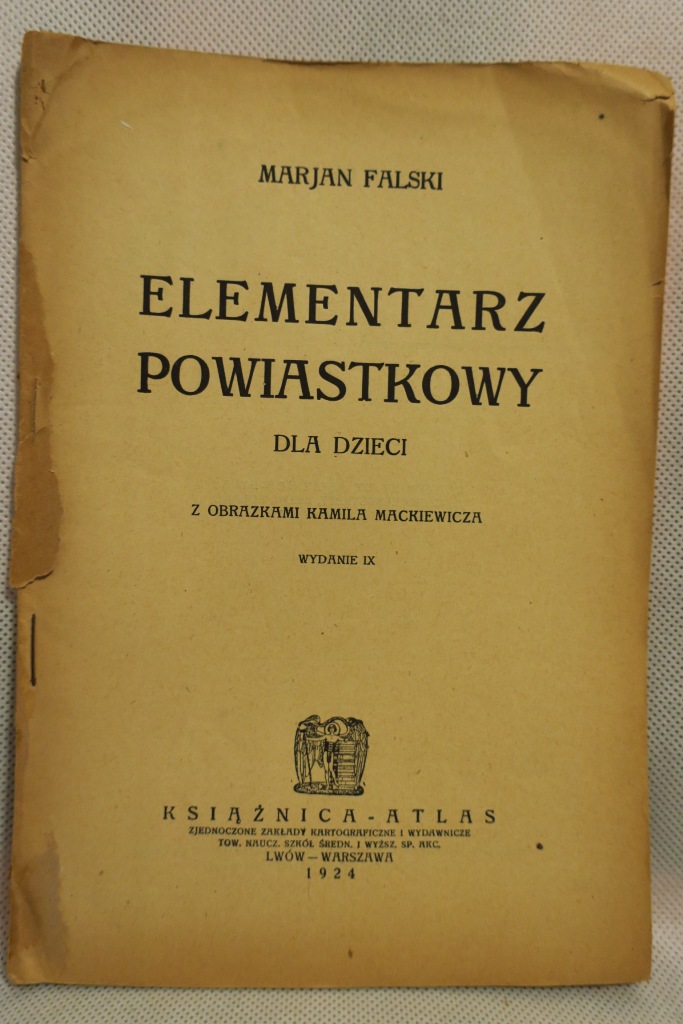 MARJAN FALSKI
ELEMENTARZ
POWIASTKOWY
DLA DZIECI
Z OBRAZKAMI KAMILA MACKIEWICZA
WYDANIE IX
KSIĄŻNICA-ATLAS
ZJEDNOCZONE ZAKŁADY KARTOGRAFICZNE I WYDAWNICZE
TOW. NAUCZ. SZKÓŁ ŚREDN. I WYŻSZ. SP. AKC.
LWÓW — WARSZAWA
1924